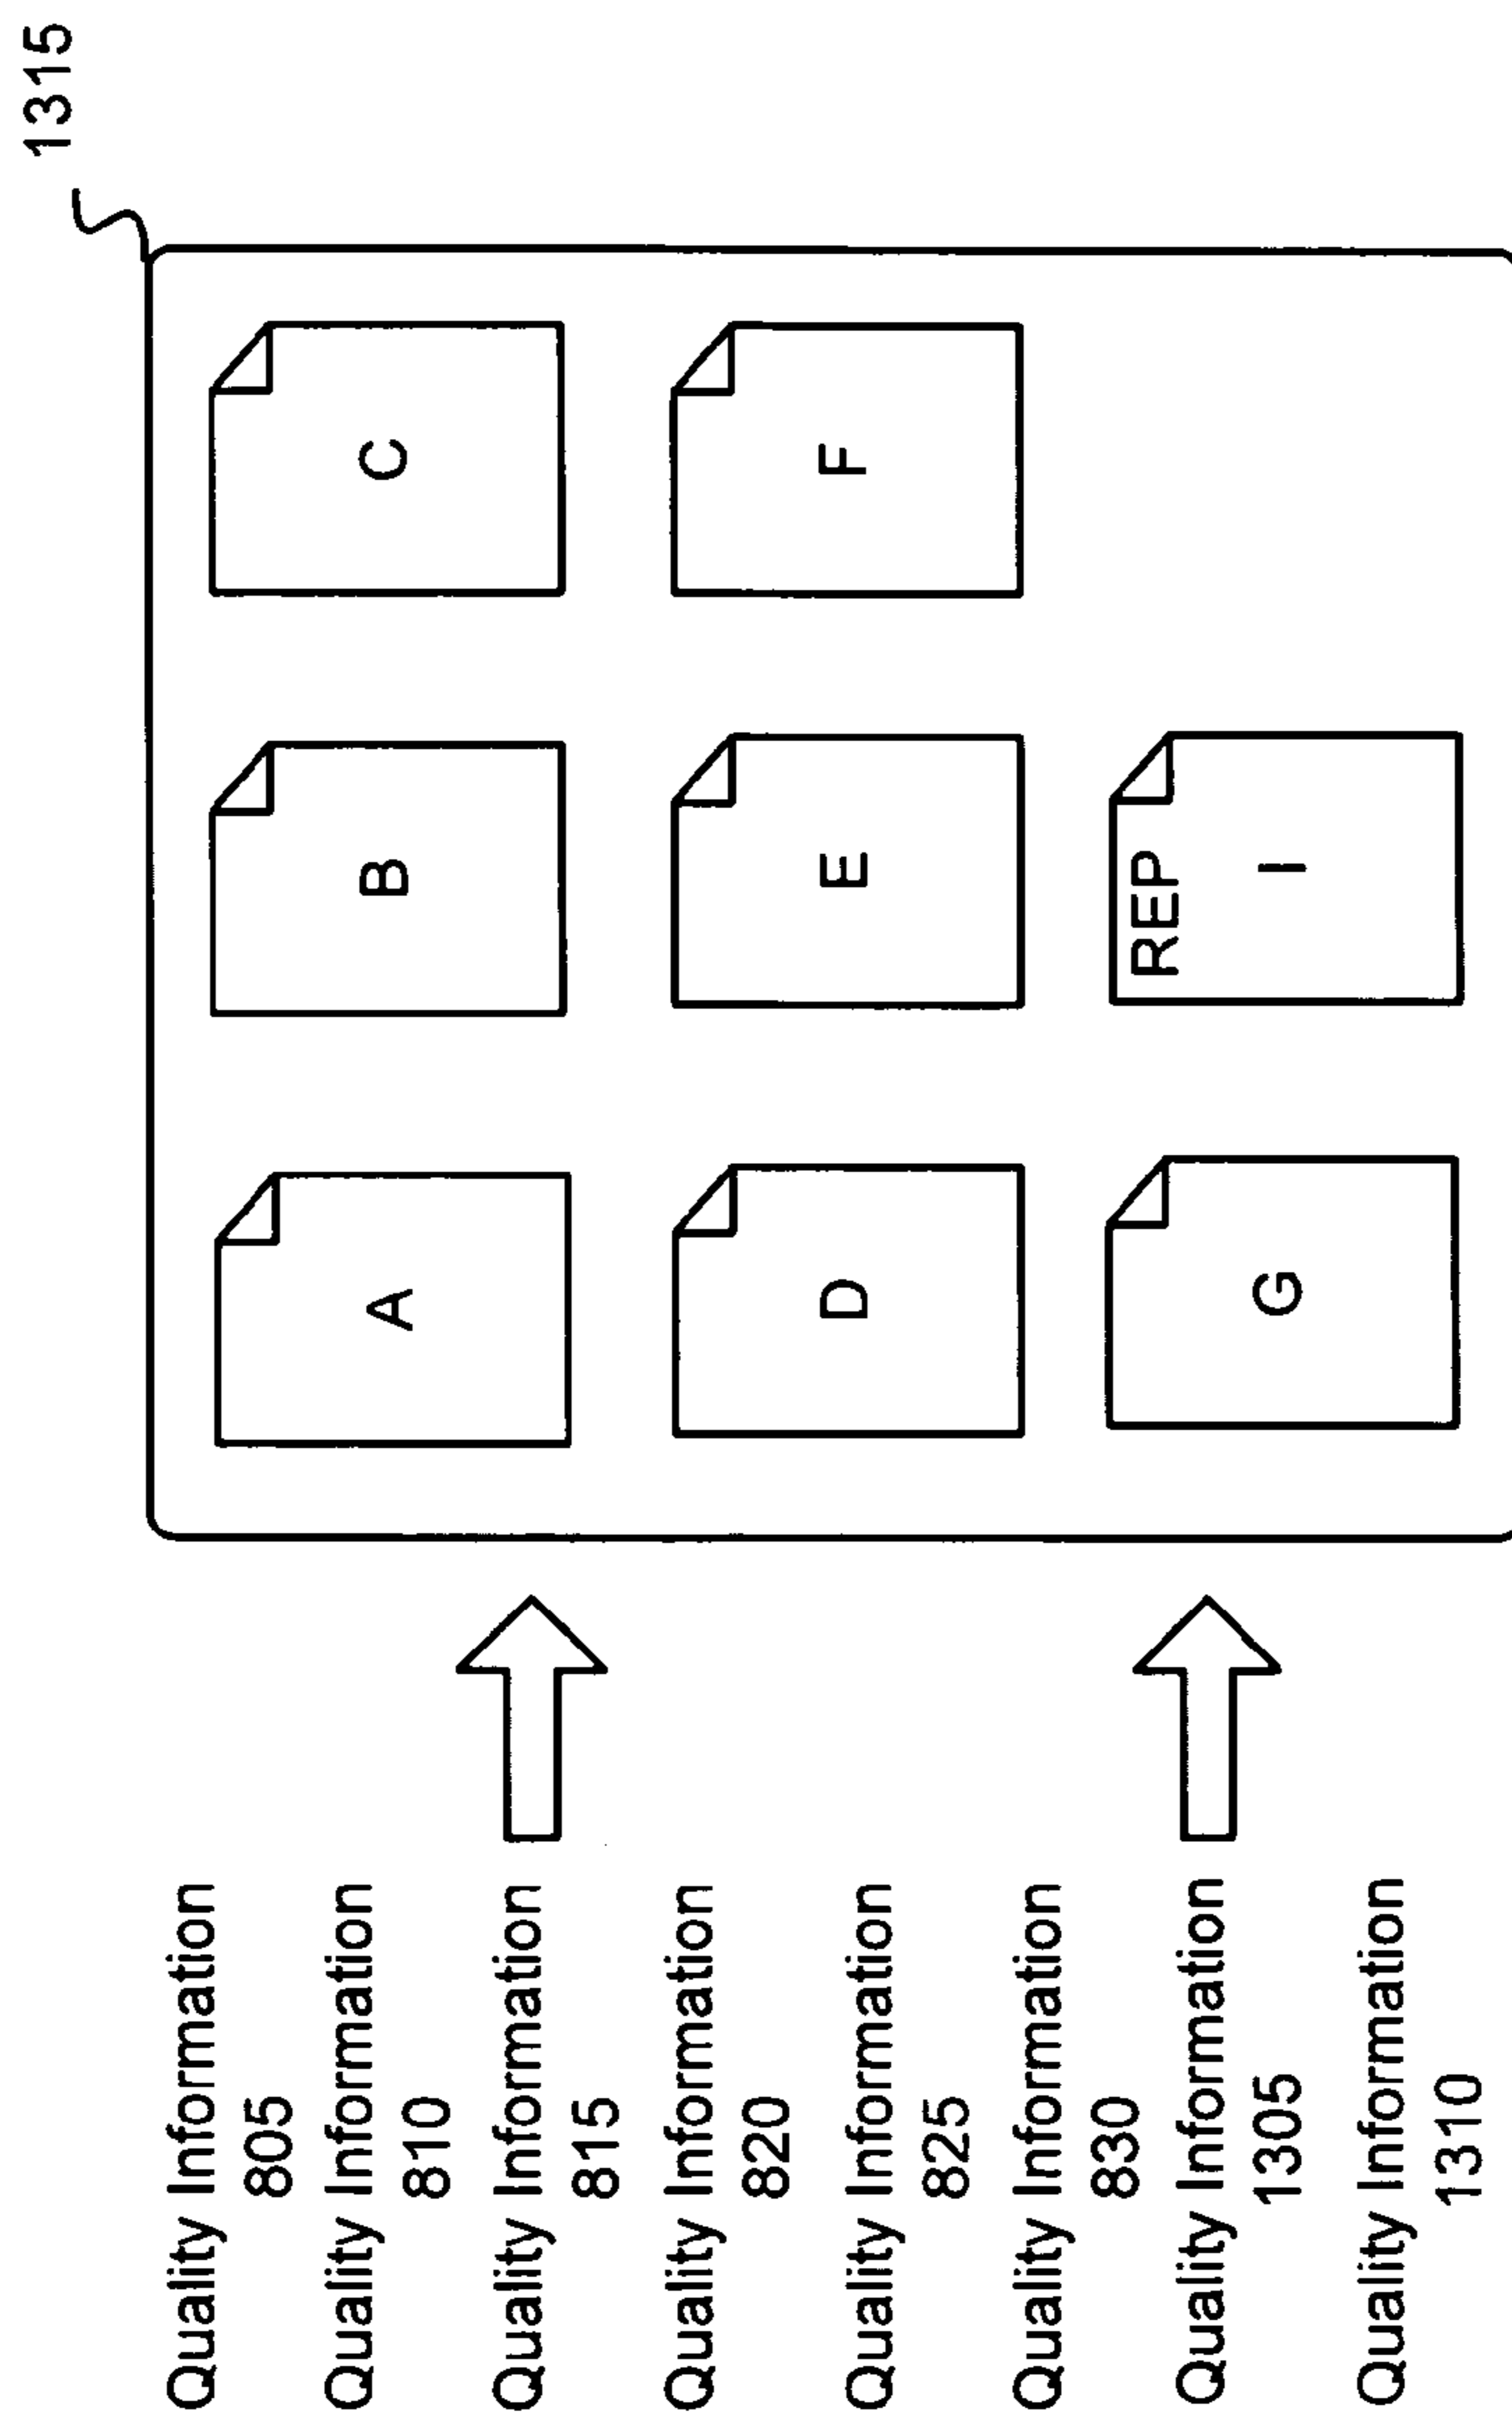 1315
Quality Information
805
Quality Information
810
Quality Information
815
Quality Information
820
Quality Information
825
Quality Information
830
Quality Information
1305
Quality Information
1310
A
B
C
D
E
F
G
REP
I